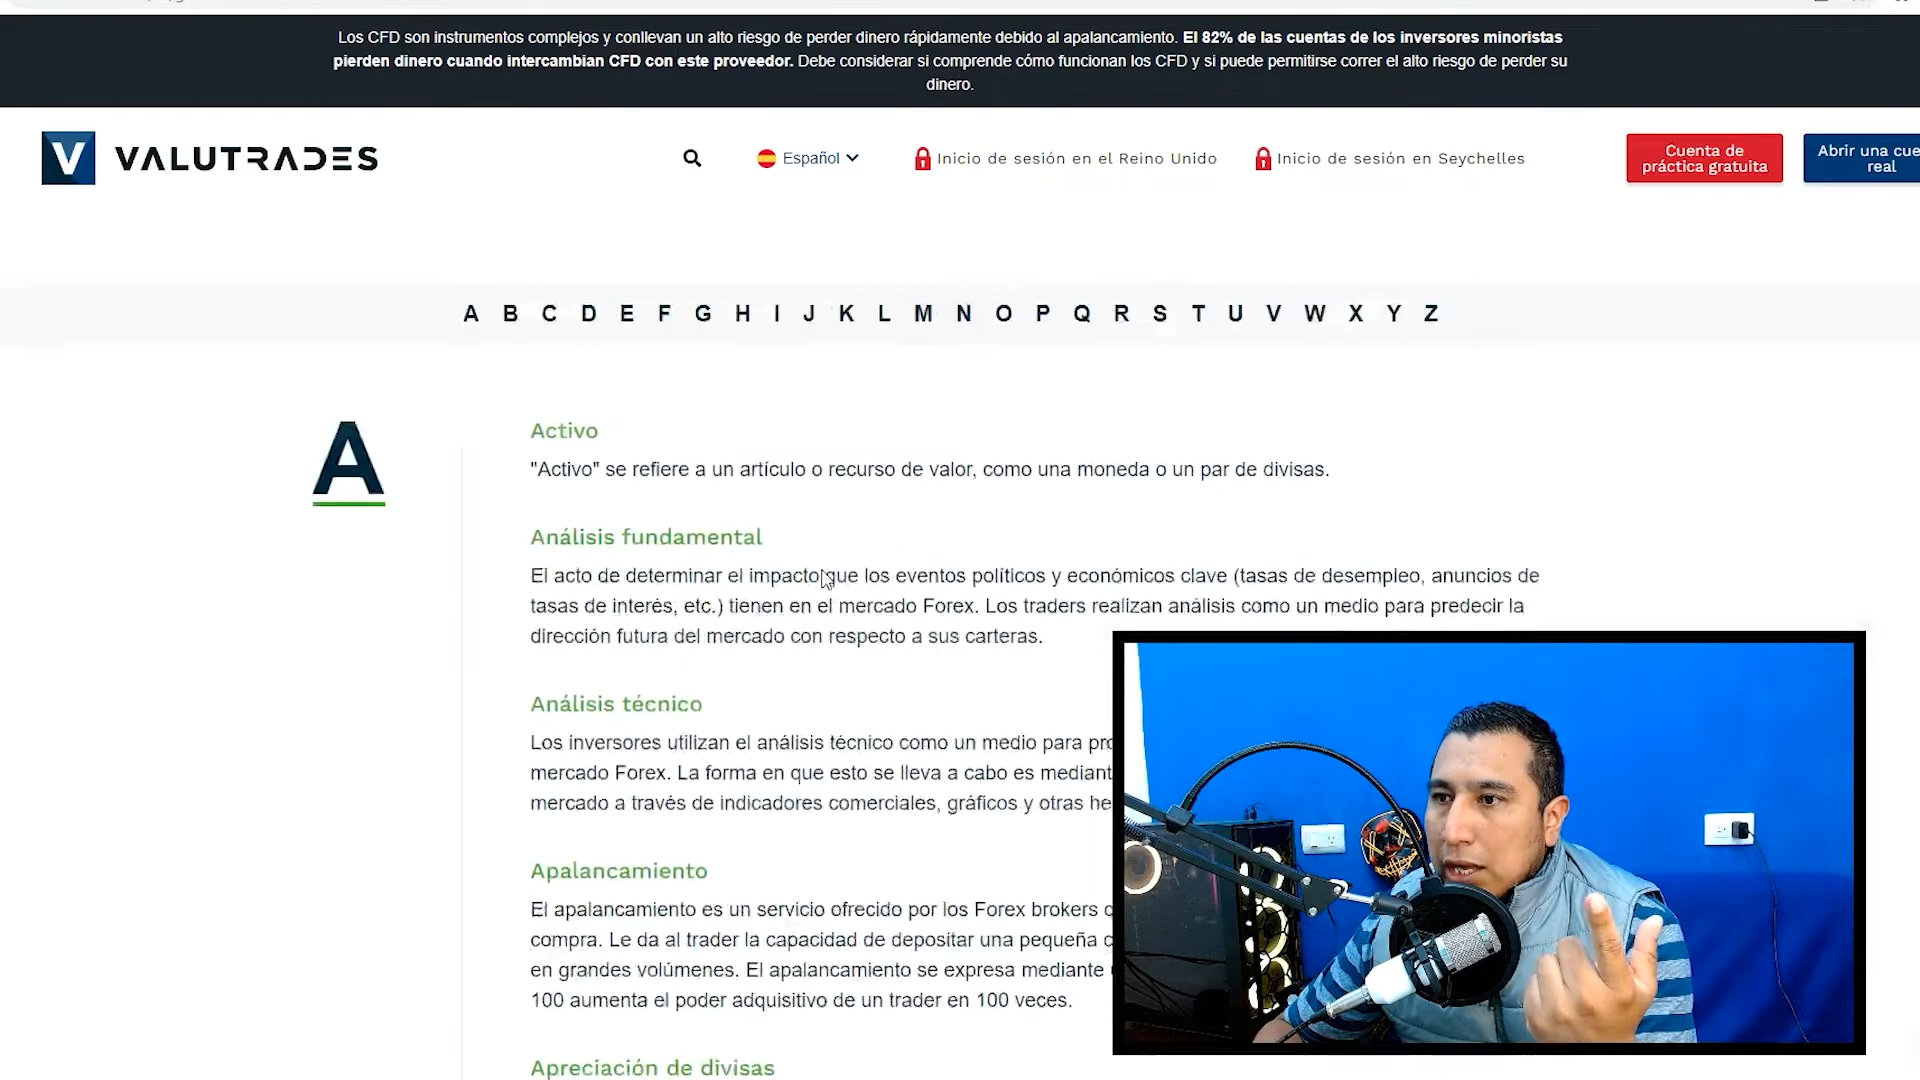 Los CFD son instrumentos complejos y conllevan un alto riesgo de perder dinero rápidamente debido al apalancamiento. El 82% de las cuentas de los inversores minoristas
pierden dinero cuando intercambian CFD con este proveedor. Debe considerar si comprende cómo funcionan los CFD y si puede permitirse correr el alto riesgo de perder su
dinero.
V VALUTRADES
Español
Inicio de sesión en el Reino Unido
Inicio de sesión en Seychelles
Cuenta de
práctica gratuita
Abrir una cue
real
A B C D E F G H I J K L M N O P Q R S T U V W X Y Z
A
Activo
"Activo" se refiere a un artículo o recurso de valor, como una moneda o un par de divisas.
Análisis fundamental
El acto de determinar el impacto que los eventos políticos y económicos clave (tasas de desempleo, anuncios de
tasas de interés, etc.) tienen en el mercado Forex. Los traders realizan análisis como un medio para predecir la
dirección futura del mercado con respecto a sus carteras.
Análisis técnico
Los inversores utilizan el análisis técnico como un medio para pro
mercado Forex. La forma en que esto se lleva a cabo es mediant
mercado a través de indicadores comerciales, gráficos y otras he
Apalancamiento
El apalancamiento es un servicio ofrecido por los Forex brokers
compra. Le da al trader la capacidad de depositar una pequeña c
en grandes volúmenes. El apalancamiento se expresa mediante
100 aumenta el poder adquisitivo de un trader en 100 veces.
Apreciación de divisas